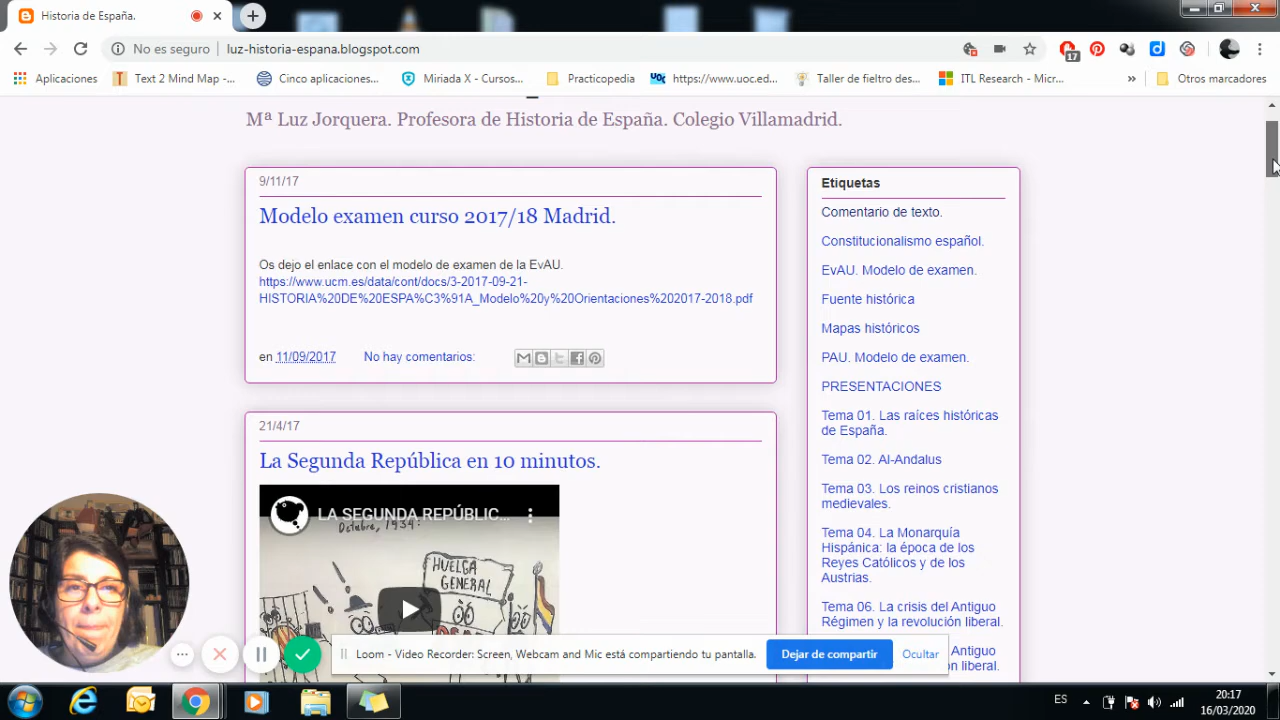 Historia de España.
No es seguro
luz-historia-espana.blogspot.com
17
Aplicaciones
Text 2 Mind Map -...
Cinco aplicaciones...
Miriada X - Cursos...
Practicopedia
https://www.uoc.ed...
Taller de fieltro des...
ITL Research - Micr...
»
Otros marcadores
Mª Luz Jorquera. Profesora de Historia de España. Colegio Villamadrid.
9/11/17
Modelo examen curso 2017/18 Madrid.
Os dejo el enlace con el modelo de examen de la EvAU.
https://www.ucm.es/data/cont/docs/3-2017-09-21-
HISTORIA%20DE%20ESPA%C3%91A_Modelo%20y%20Orientaciones%202017-2018.pdf
en 11/09/2017
No hay comentarios:
21/4/17
La Segunda República en 10 minutos.
LA SEGUNDA REPÚBLIC...
Octubre, 1934:
HUELGA
GENERAL
Etiquetas
Comentario de texto.
Constitucionalismo español.
EvAU. Modelo de examen.
Fuente histórica
Mapas históricos
PAU. Modelo de examen.
PRESENTACIONES
Tema 01. Las raíces históricas
de España.
Tema 02. Al-Andalus
Tema 03. Los reinos cristianos
medievales.
Tema 04. La Monarquía
Hispánica: la época de los
Reyes Católicos y de los
Austrias.
Tema 06. La crisis del Antiguo
Régimen y la revolución liberal.
Antiguo
ón liberal.
Loom - Video Recorder: Screen, Webcam and Mic está compartiendo tu pantalla.
Dejar de compartir
Ocultar
ES
20:17
16/03/2020